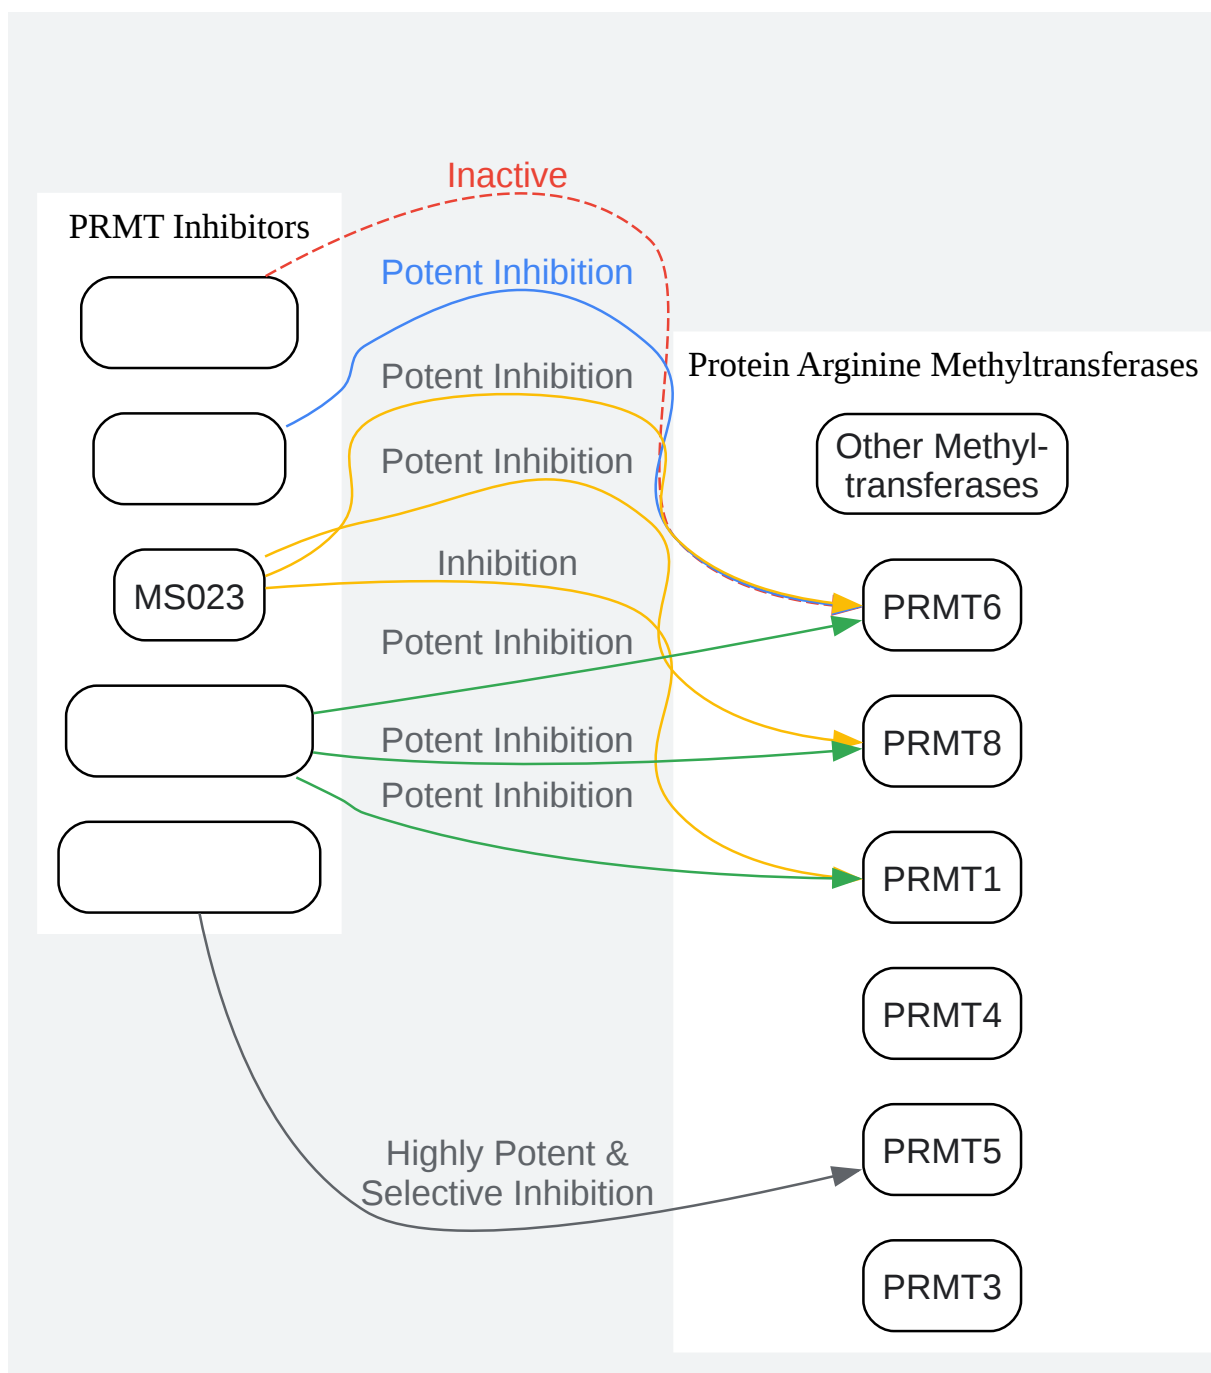 Inactive
PRMT Inhibitors
Potent Inhibition
Protein Arginine Methyltransferases
Potent Inhibition
Other Methyl-
transferases
Potent Inhibition
Inhibition
MS023
PRMT6
Potent Inhibition
Potent Inhibition
PRMT8
Potent Inhibition
PRMT1
PRMT4
Highly Potent &
Selective Inhibition
PRMT5
PRMT3